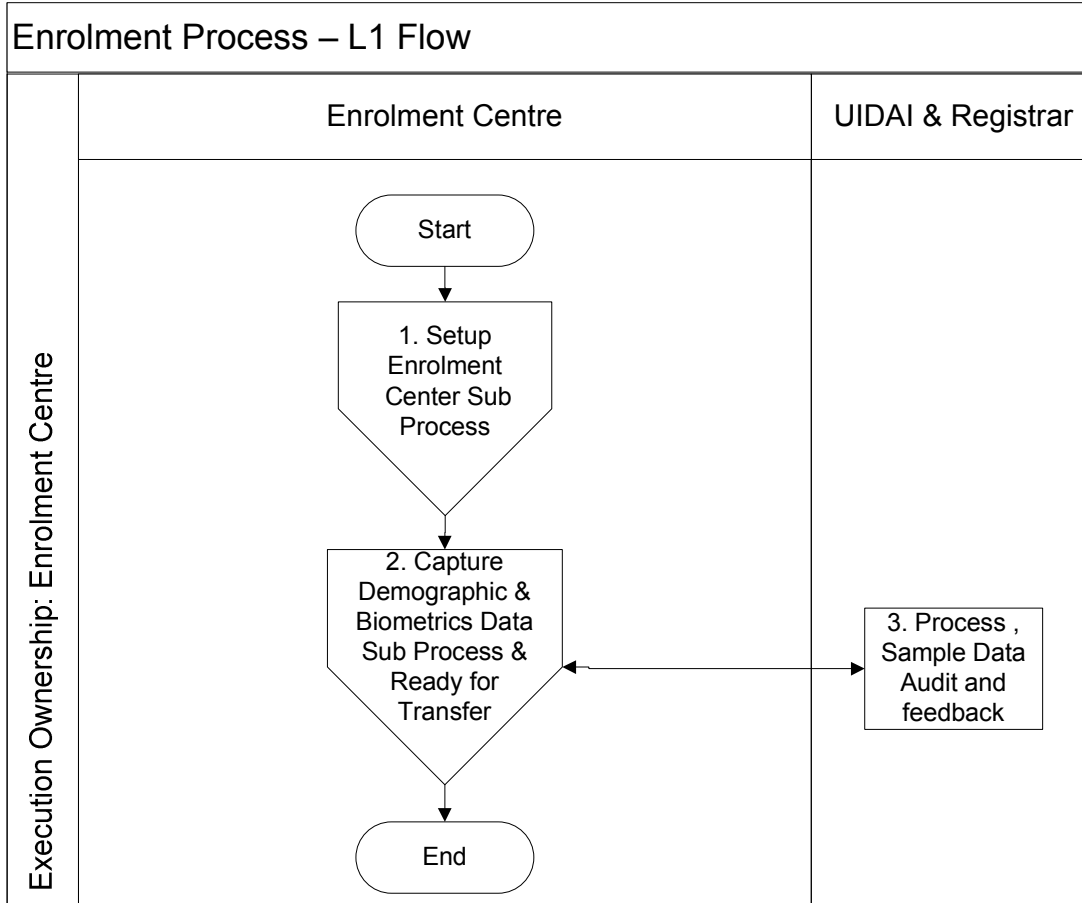 Enrolment Process – L1 Flow
Enrolment Centre
UIDAI & Registrar
Execution Ownership: Enrolment Centre
Start
1. Setup
Enrolment
Center Sub
Process
2. Capture
Demographic &
Biometrics Data
Sub Process &
Ready for
Transfer
3. Process ,
Sample Data
Audit and
feedback
End